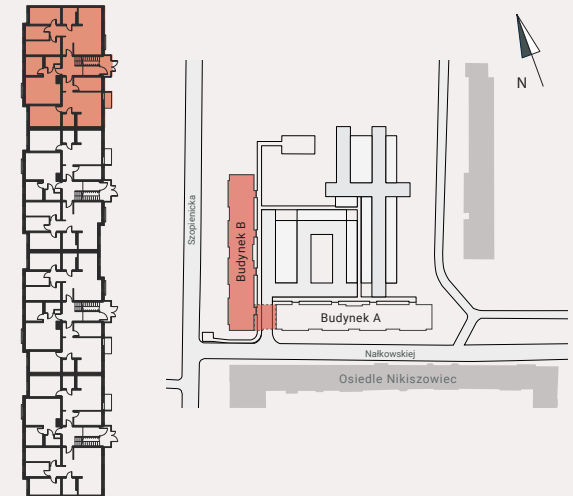 N
Szopienicka
Budynek B
Budynek A
Nałkowskiej
Osiedle Nikiszowiec